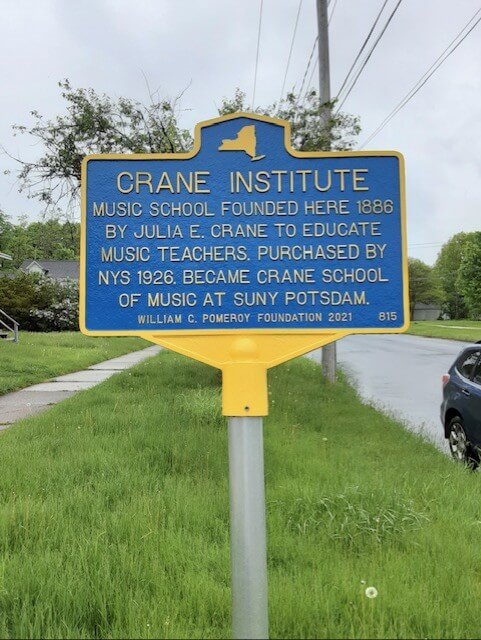 CRANE INSTITUTE
MUSIC SCHOOL FOUNDED HERE 1886
BY JULIA E. CRANE TO EDUCATE
MUSIC TEACHERS. PURCHASED BY
NYS 1926. BECAME CRANE SCHOOL
OF MUSIC AT SUNY POTSDAM.
WILLIAM C. POMEROY FOUNDATION 2021 815